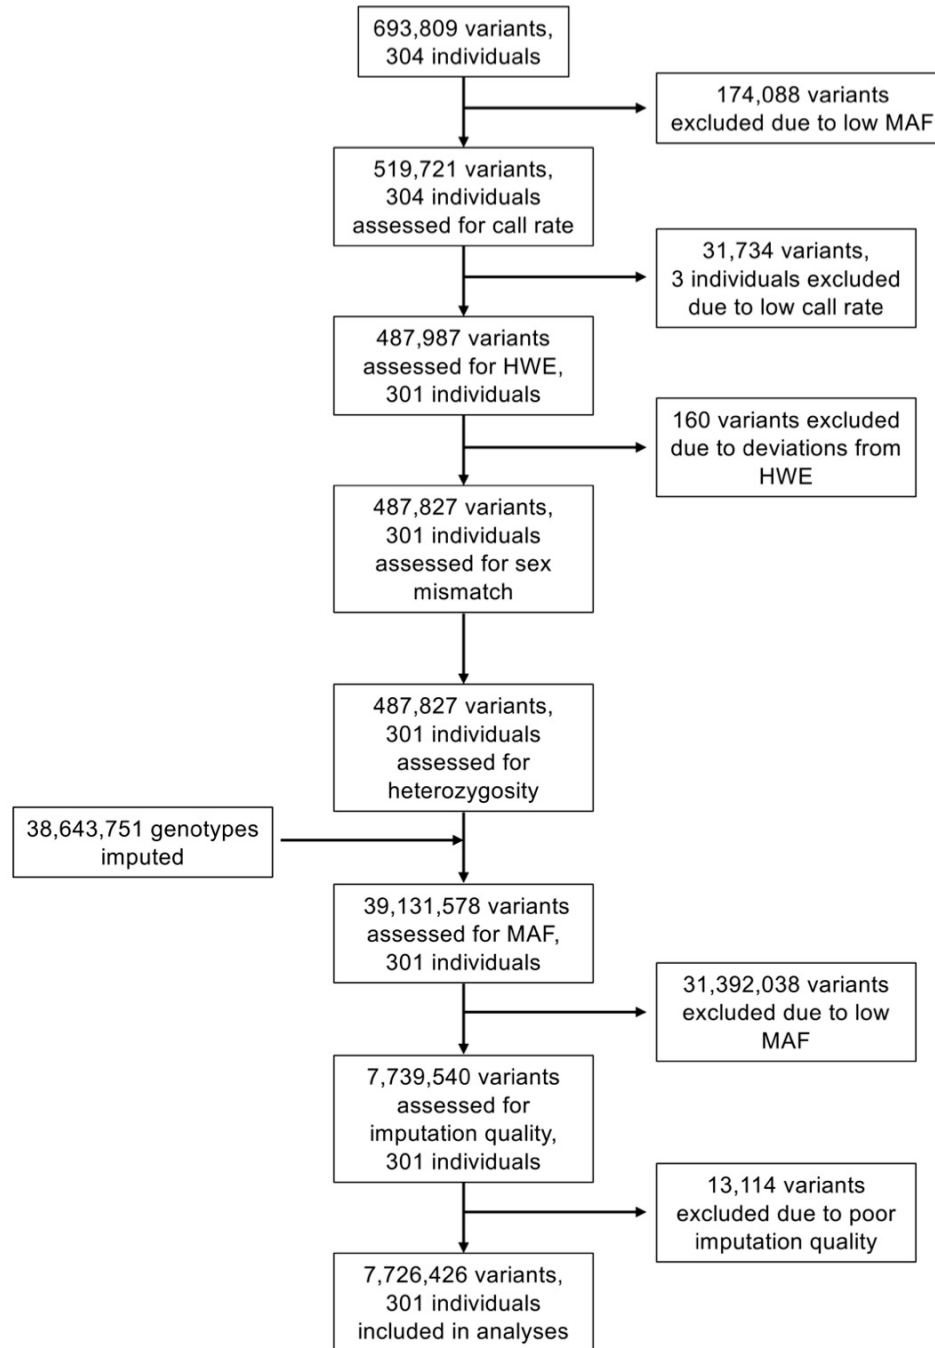 693,809 variants,
304 individuals
174,088 variants
excluded due to low MAF
519,721 variants,
304 individuals
assessed for call rate
31,734 variants,
3 individuals excluded
due to low call rate
487,987 variants
assessed for HWE,
301 individuals
160 variants excluded
due to deviations from
HWE
487,827 variants,
301 individuals
assessed for sex
mismatch
487,827 variants,
301 individuals
assessed for
heterozygosity
38,643,751 genotypes
imputed
39,131,578 variants
assessed for MAF,
301 individuals
31,392,038 variants
excluded due to low
MAF
7,739,540 variants
assessed for
imputation quality,
301 individuals
13,114 variants
excluded due to poor
imputation quality
7,726,426 variants,
301 individuals
included in analyses